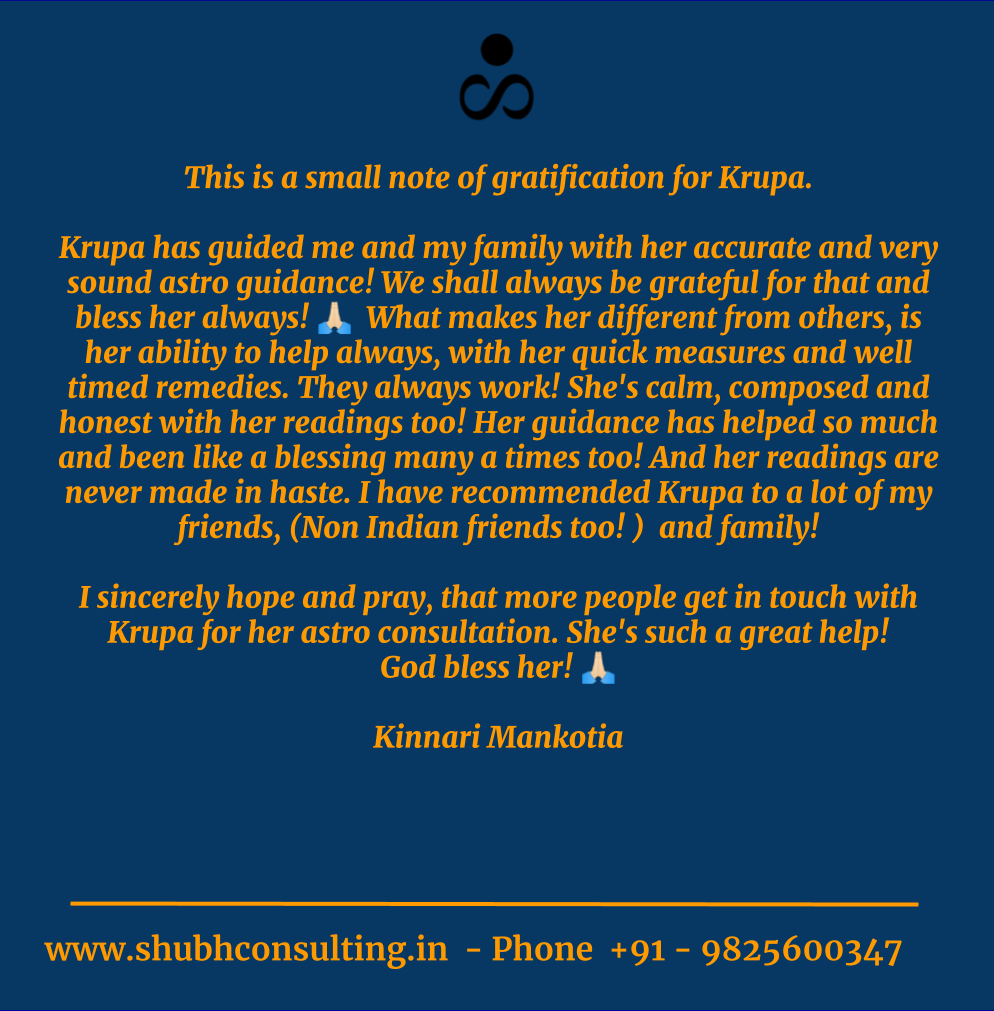 This is a small note of gratification for Krupa.
Krupa has guided me and my family with her accurate and very
sound astro guidance! We shall always be grateful for that and
bless her always! 🙏🏻 What makes her different from others, is
her ability to help always, with her quick measures and well
timed remedies. They always work! She's calm, composed and
honest with her readings too! Her guidance has helped so much
and been like a blessing many a times too! And her readings are
never made in haste. I have recommended Krupa to a lot of my
friends, (Non Indian friends too! )  and family!
I sincerely hope and pray, that more people get in touch with
Krupa for her astro consultation. She's such a great help!
God bless her! 🙏🏻
Kinnari Mankotia
www.shubhconsulting.in  - Phone  +91 - 9825600347